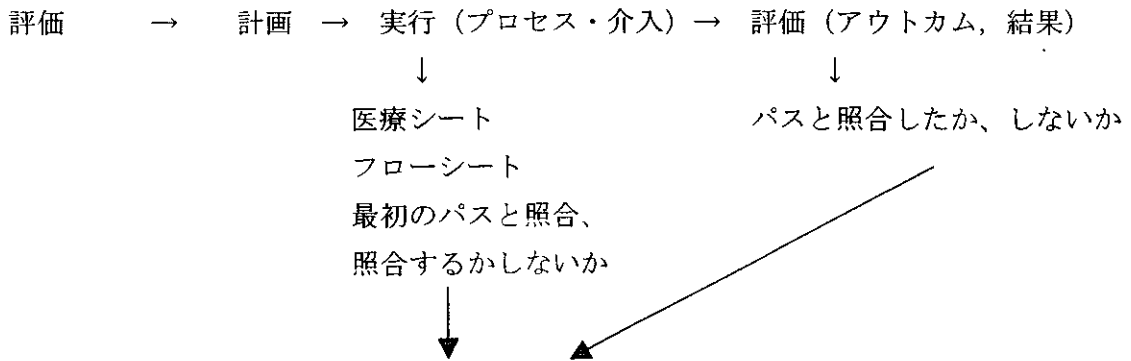 評価 → 計画 → 実行（プロセス・介入）→ 評価（アウトカム，結果）
↓ ↓
医療シート パスと照合したか、しないか
フローシート
最初のパスと照合、
照合するかしないか